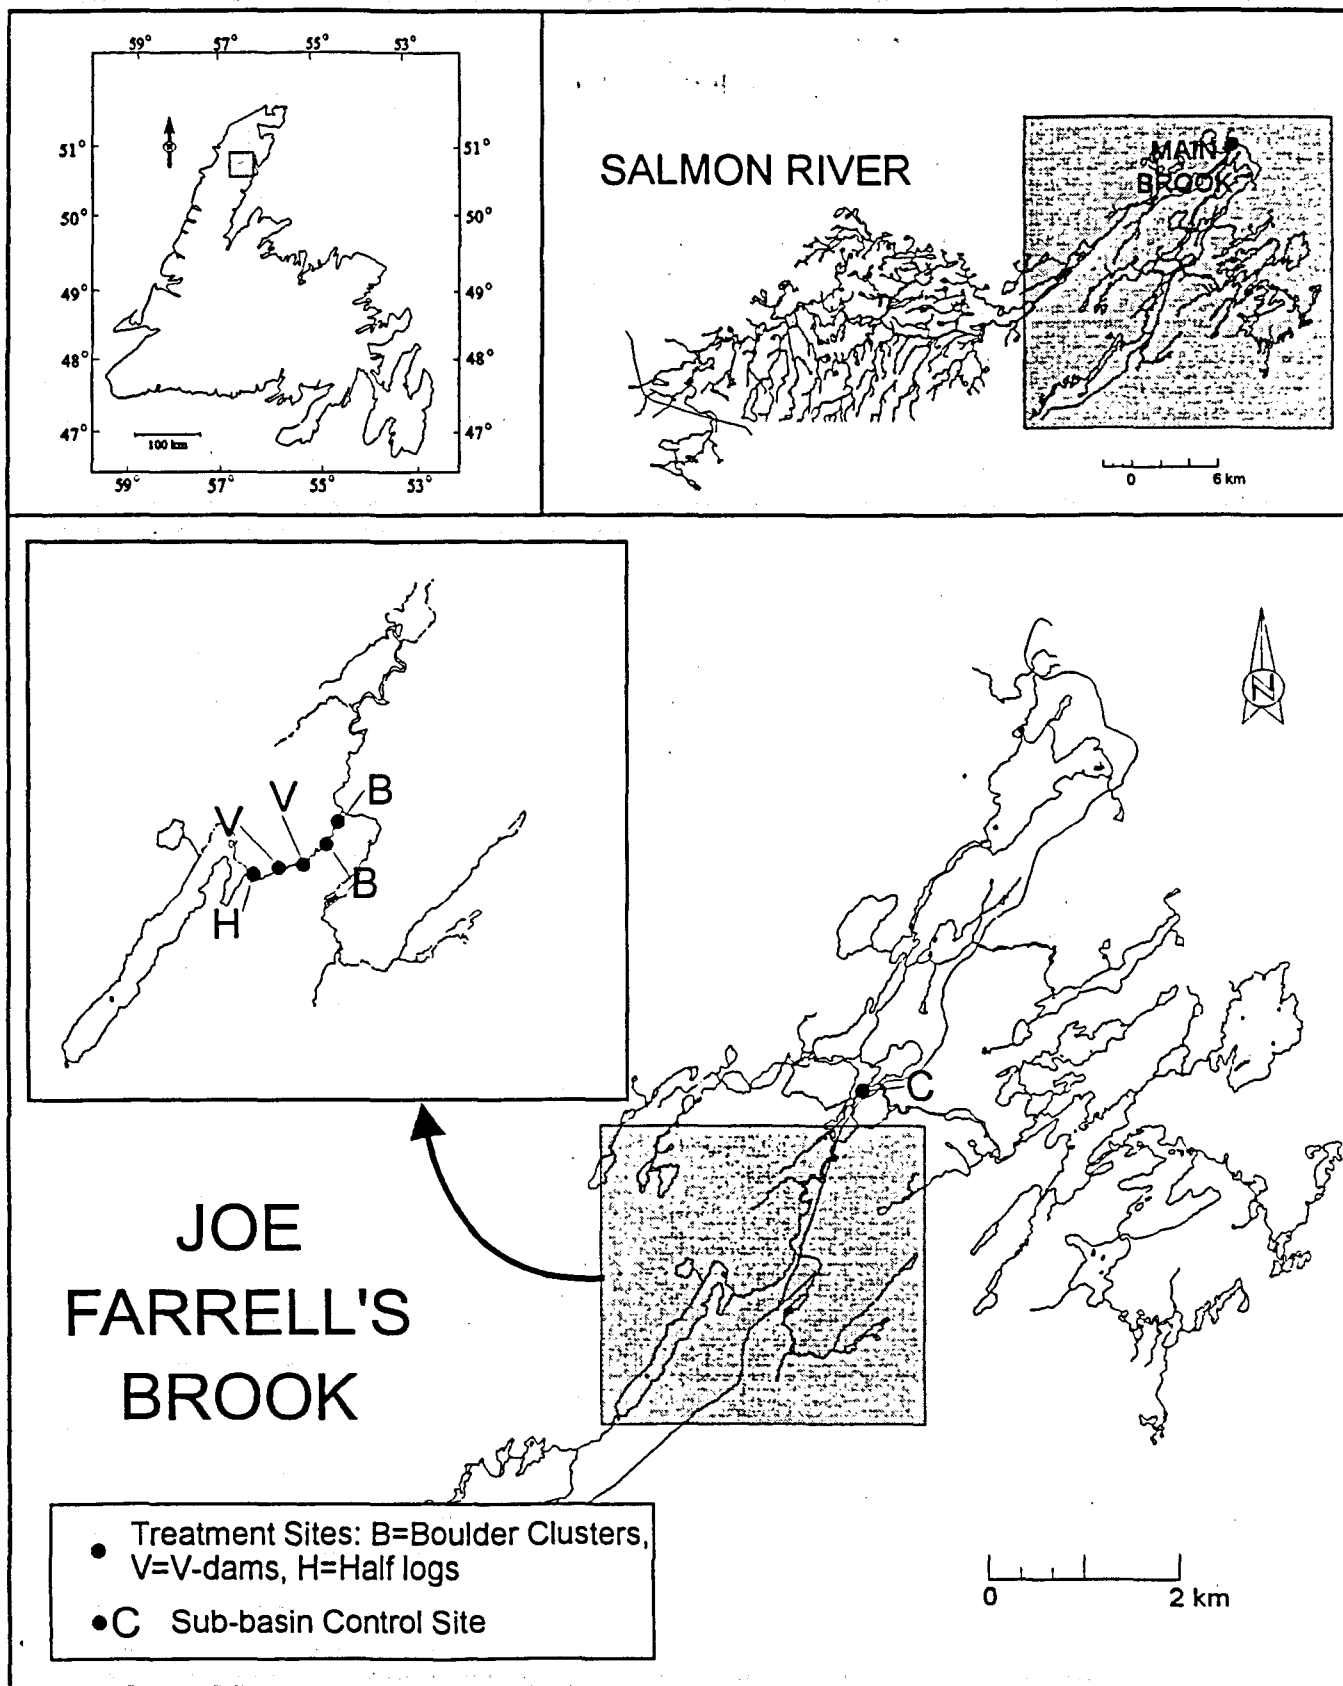 59° 57° 55° 53°
51° 51°
50° 50°
49° 49°
48° 48°
47° 47°
100 km
59° 57° 55° 53°
SALMON RIVER
MAIN
BROOK
0 6 km
N
B
V
V
B
H
C
JOE
FARRELL'S
BROOK
Treatment Sites: B=Boulder Clusters,
V=V-dams, H=Half logs
C Sub-basin Control Site
0 2 km